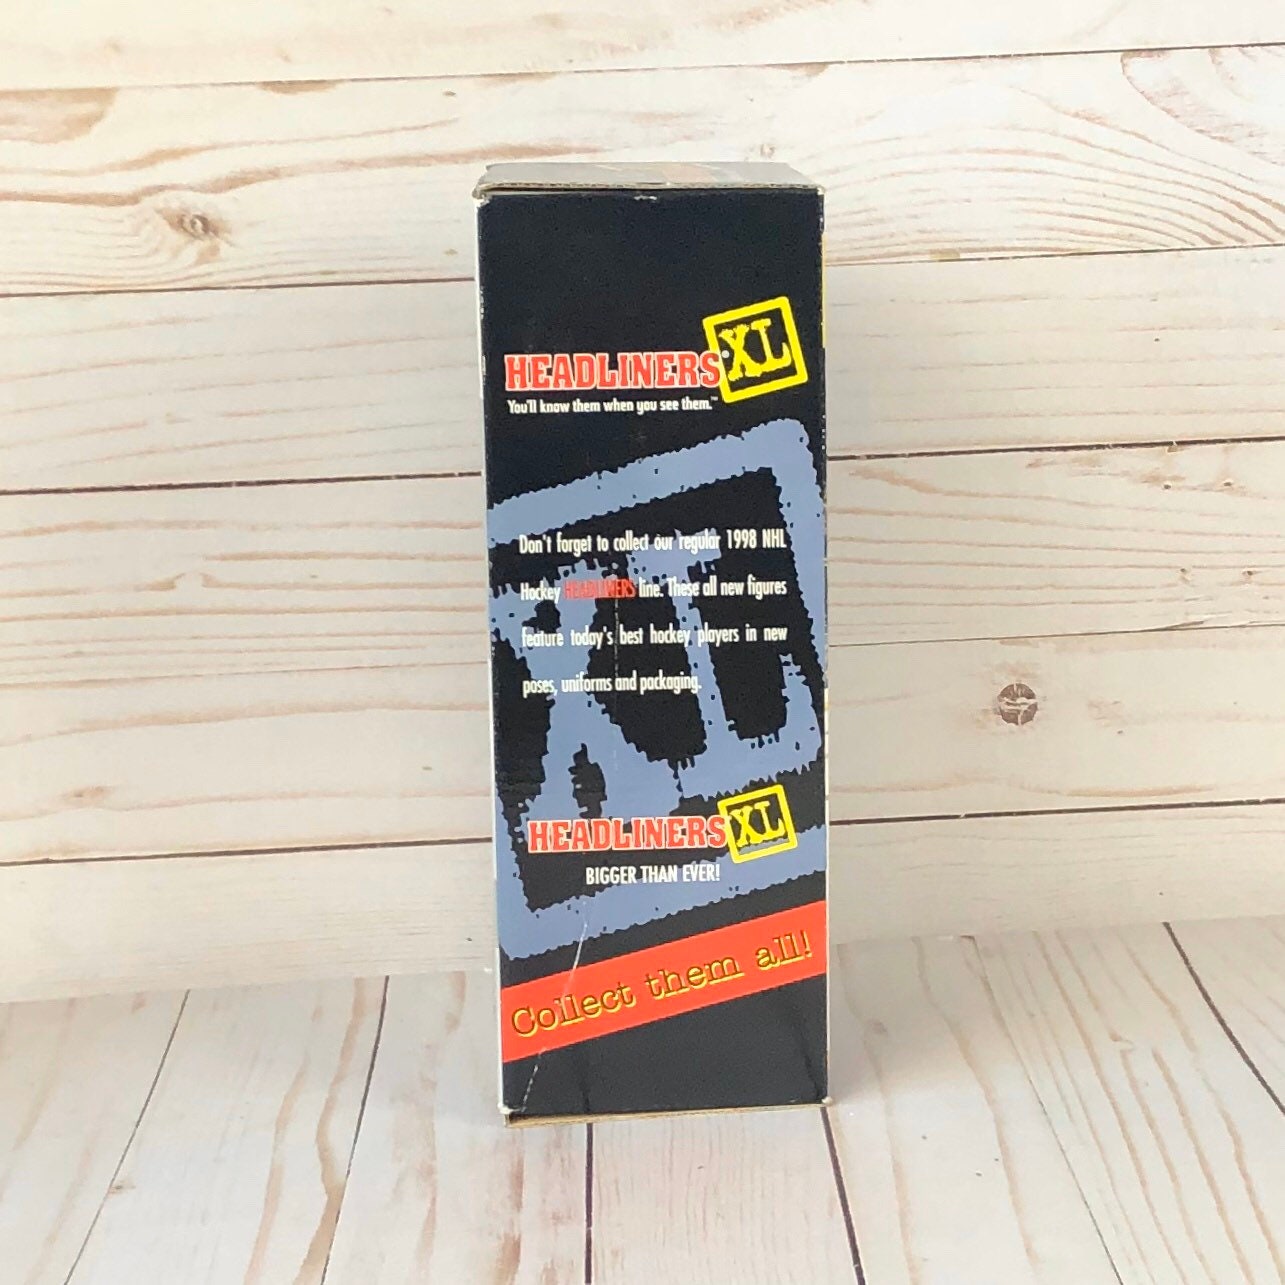 HEADLINERS® XL
You'll know them when you see them.™
Don't forget to collect our regular 1998 NHL
Hockey HEADLINERS line. These all new figures
feature today's best hockey players in new
poses, uniforms and packaging.
HEADLINERS XL
BIGGER THAN EVER!
Collect them all!